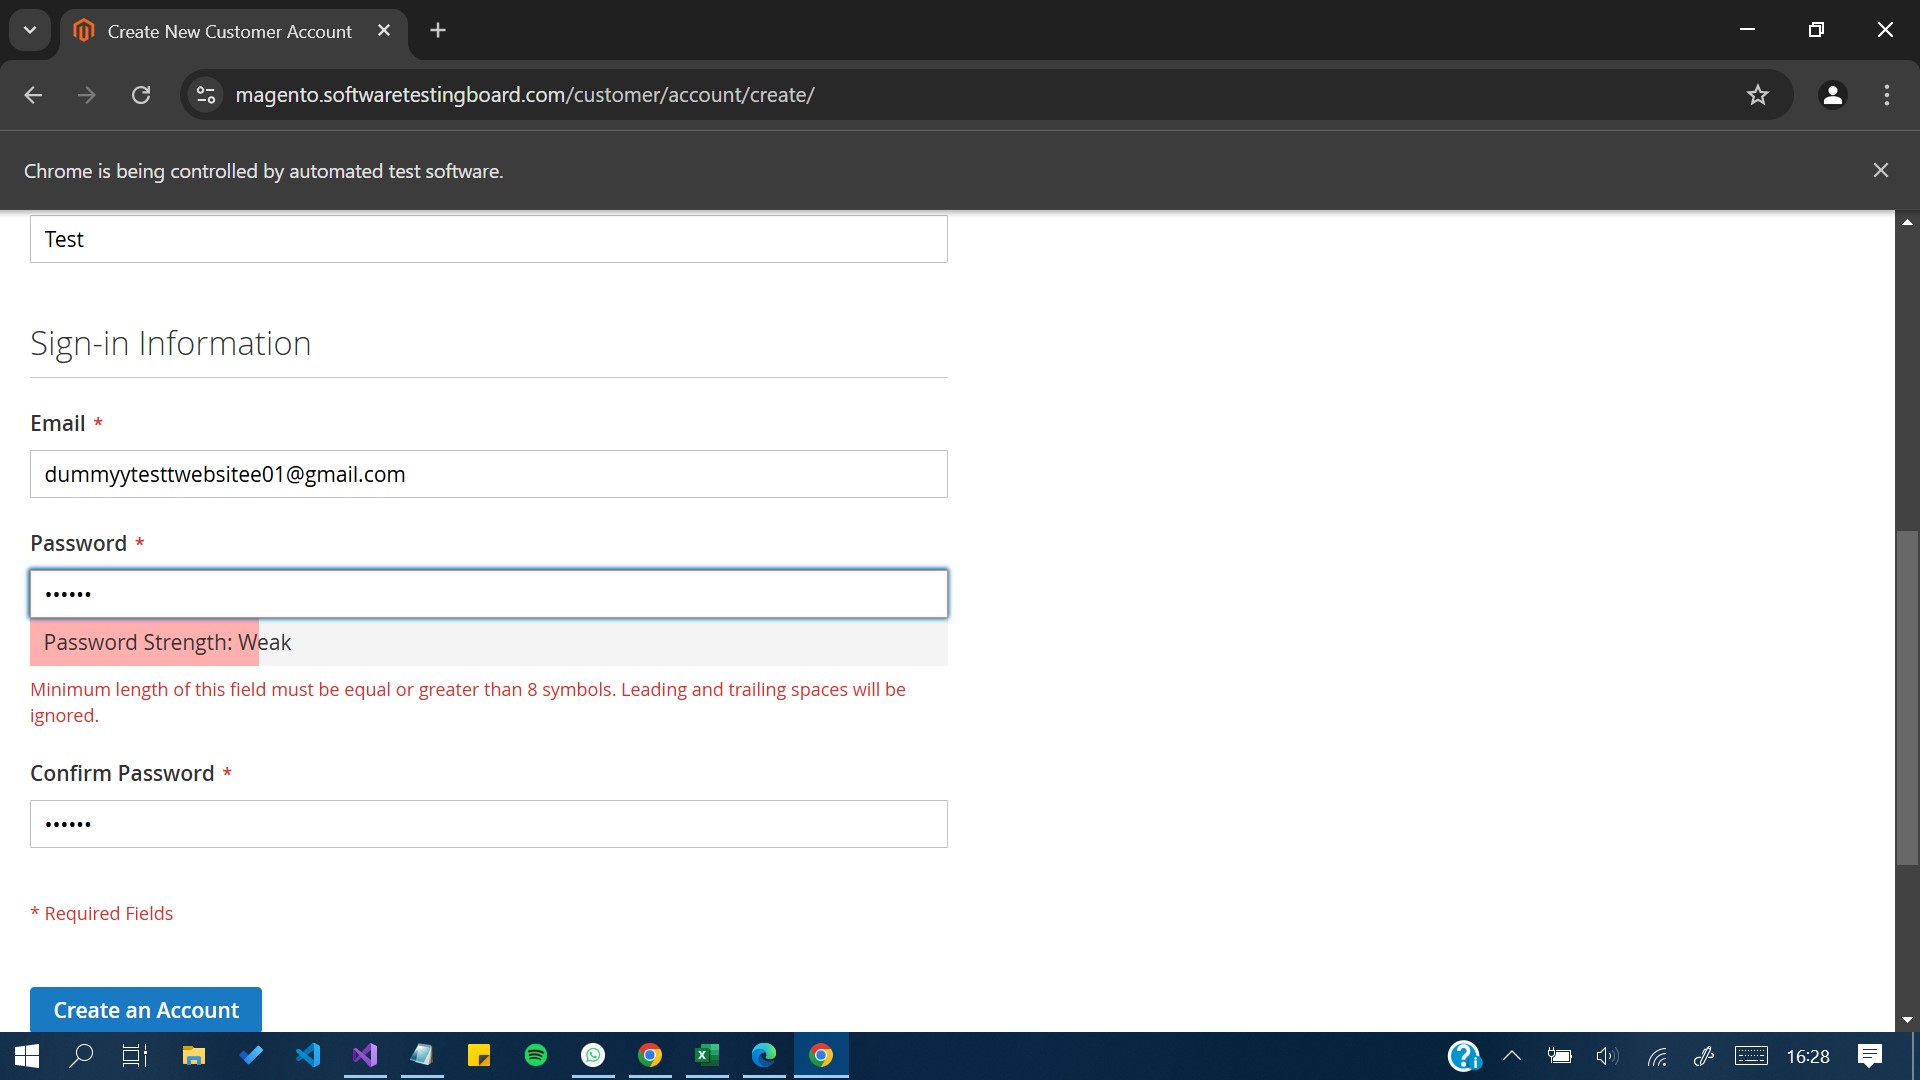 Create New Customer Account
magento.softwaretestingboard.com/customer/account/create/
Chrome is being controlled by automated test software.
Test
Sign-in Information
Email *
dummyytesttwebsitee01@gmail.com
Password *
••••••
Password Strength: Weak
Minimum length of this field must be equal or greater than 8 symbols. Leading and trailing spaces will be
ignored.
Confirm Password *
••••••
* Required Fields
Create an Account
16:28